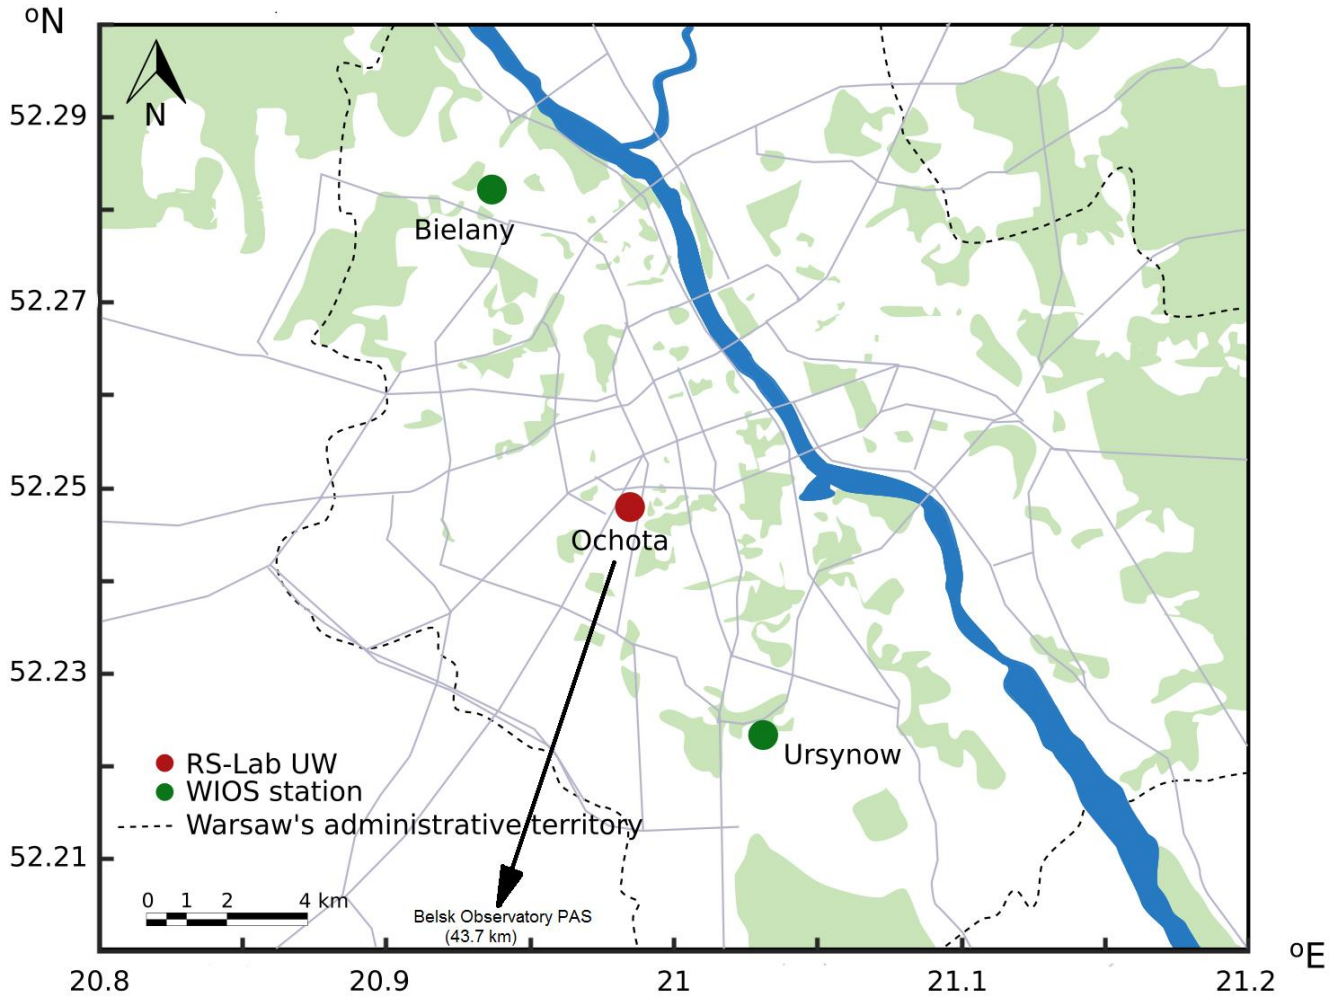 ºN
N
52.29
Bielany
52.27
52.25
Ochota
52.23
Ursynow
RS-Lab UW
WIOS station
Warsaw's administrative territory
52.21
0 1 2 4 km
Belsk Observatory PAS
(43.7 km)
ºE
20.8 20.9 21 21.1 21.2